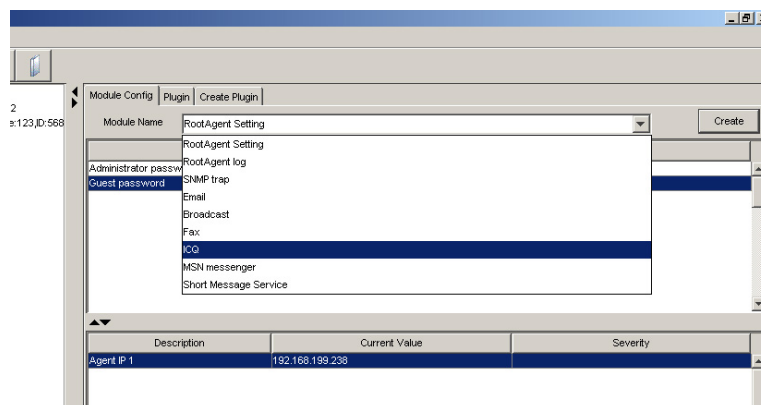 Module Config Plugin Create Plugin
2
e:123,ID:568
Module Name RootAgent Setting Create
RootAgent Setting
RootAgent log
SNMP trap
Email
Broadcast
Fax
ICQ
MSN messenger
Short Message Service
Administrator passw
Guest password
Description Current Value Severity
Agent IP 1 192.168.199.238